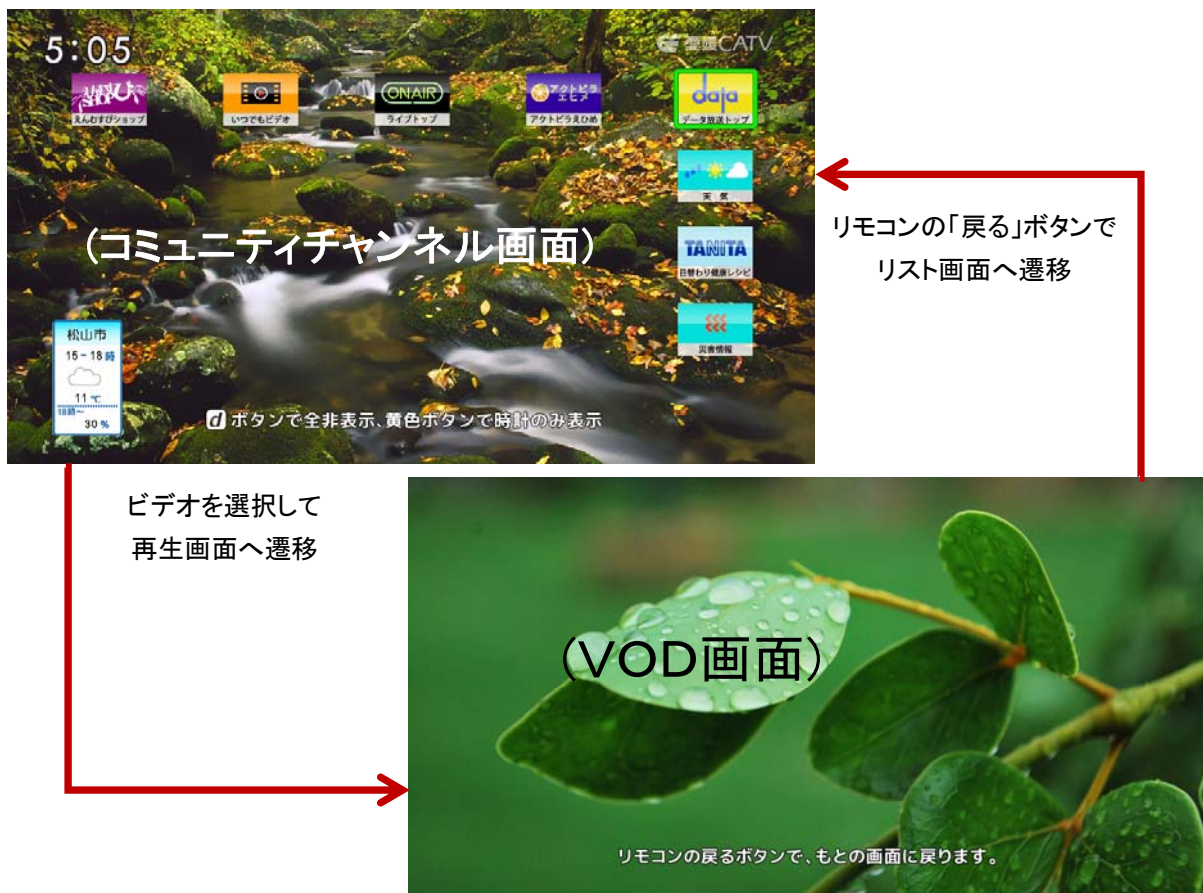 5:05
愛媛CATV
えんむすびショップ
いつでもビデオ
ONAIR
ライブトップ
アクトビラ
エヒメ
アクトビラえひめ
data
データ放送トップ
天気
TANITA
日替わり健康レシピ
災害情報
(コミュニティチャンネル画面)
松山市
15-18時
11℃
18時~
30%
dボタンで全非表示、黄色ボタンで時計のみ表示
リモコンの「戻る」ボタンで
リスト画面へ遷移
ビデオを選択して
再生画面へ遷移
(VOD画面)
リモコンの戻るボタンで、もとの画面に戻ります。